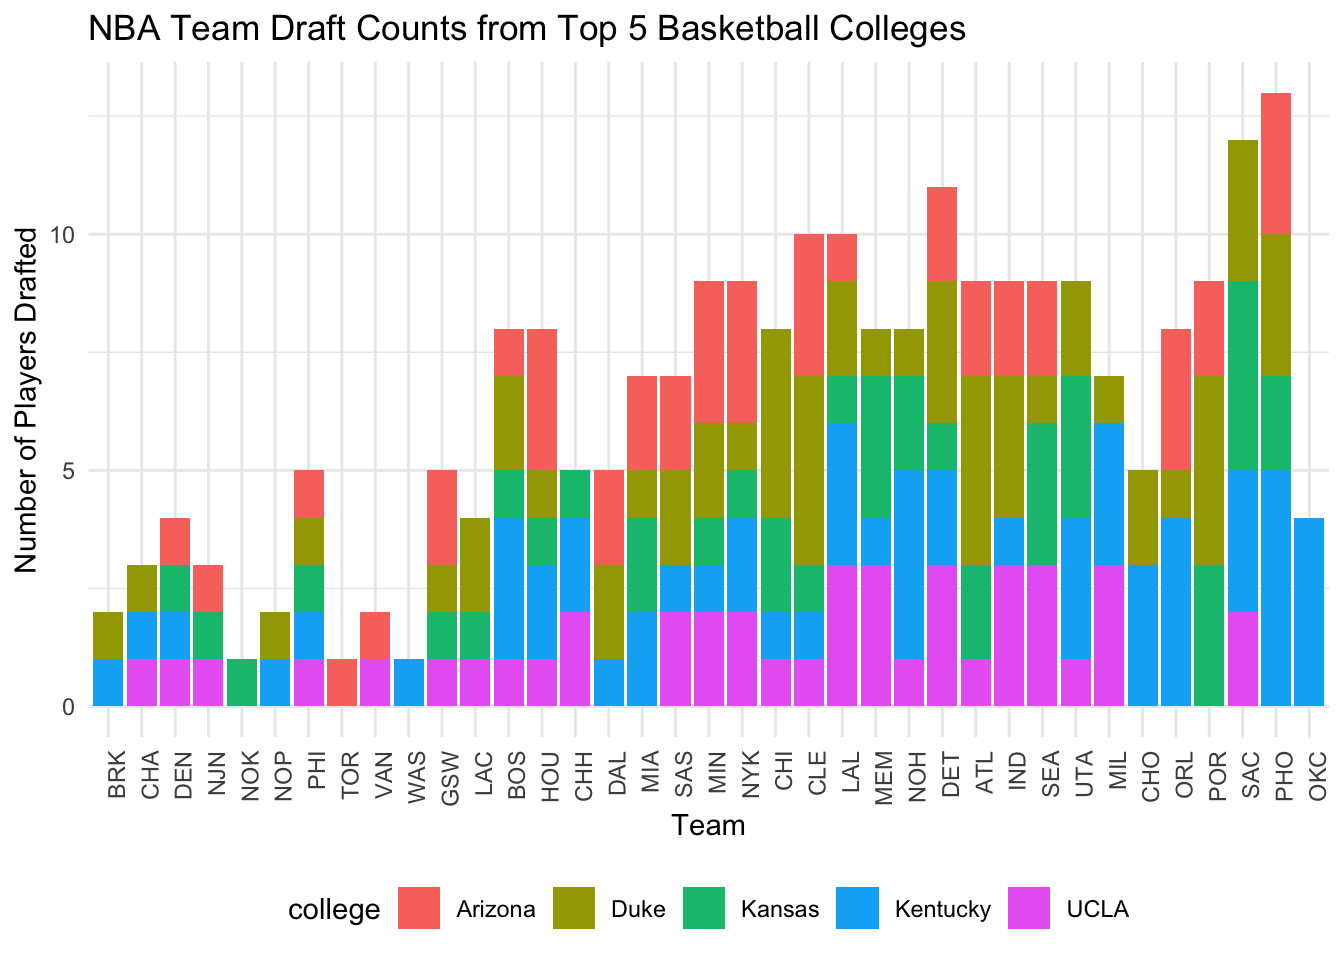 NBA Team Draft Counts from Top 5 Basketball Colleges
Number of Players Drafted
10
5
0
BRK CHA DEN NJN NOK NOP PHI TOR VAN WAS GSW LAC BOS HOU CHH DAL MIA SAS MIN NYK CHI CLE LAL MEM NOH DET ATL IND SEA UTA MIL CHO ORL POR SAC PHO OKC
Team
college Arizona Duke Kansas Kentucky UCLA